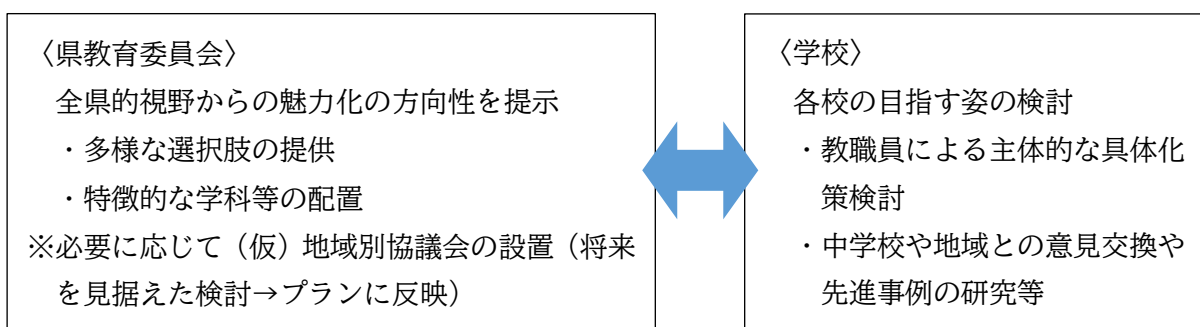 〈県教育委員会〉
全県的視野からの魅力化の方向性を提示
・多様な選択肢の提供
・特徴的な学科等の配置
※必要に応じて（仮）地域別協議会の設置（将来
を見据えた検討→プランに反映）
〈学校〉
各校の目指す姿の検討
・教職員による主体的な具体化
策検討
・中学校や地域との意見交換や
先進事例の研究等